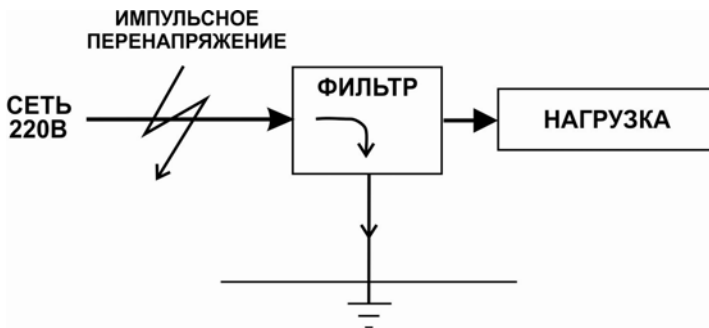 ИМПУЛЬСНОЕ
ПЕРЕНАПРЯЖЕНИЕ
СЕТЬ
220В
ФИЛЬТР
НАГРУЗКА